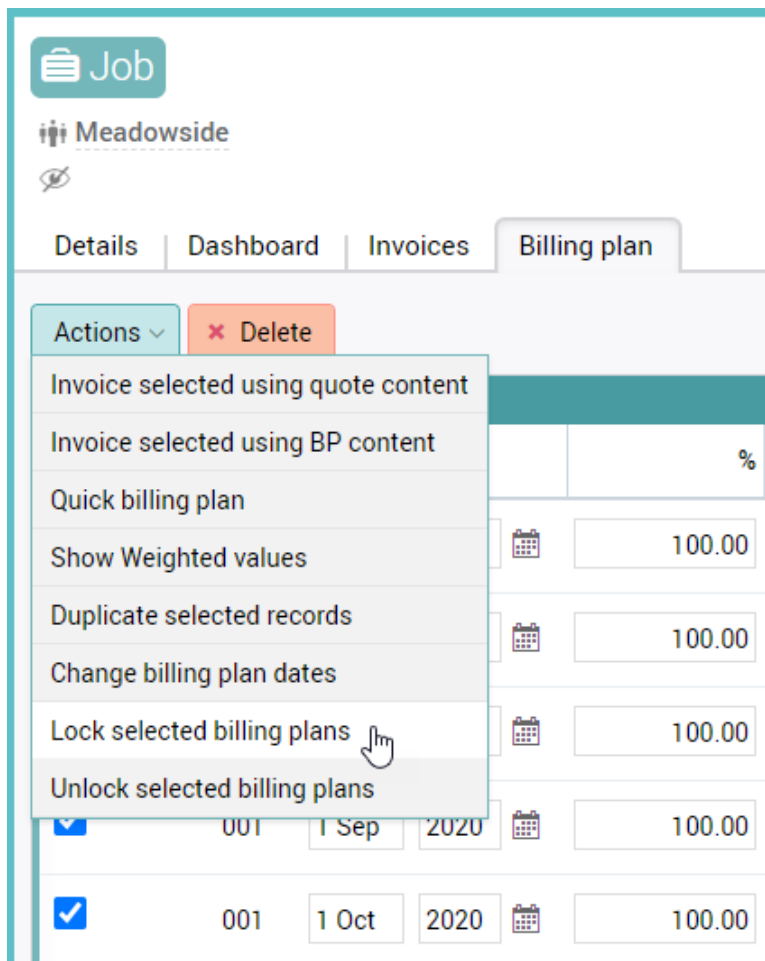 Job
Meadowside
Details Dashboard Invoices Billing plan
Actions Delete
Invoice selected using quote content
Invoice selected using BP content
%
Quick billing plan
Show Weighted values
100.00
Duplicate selected records
100.00
Change billing plan dates
Lock selected billing plans
100.00
Unlock selected billing plans
001 1 Sep 2020 100.00
001 1 Oct 2020 100.00